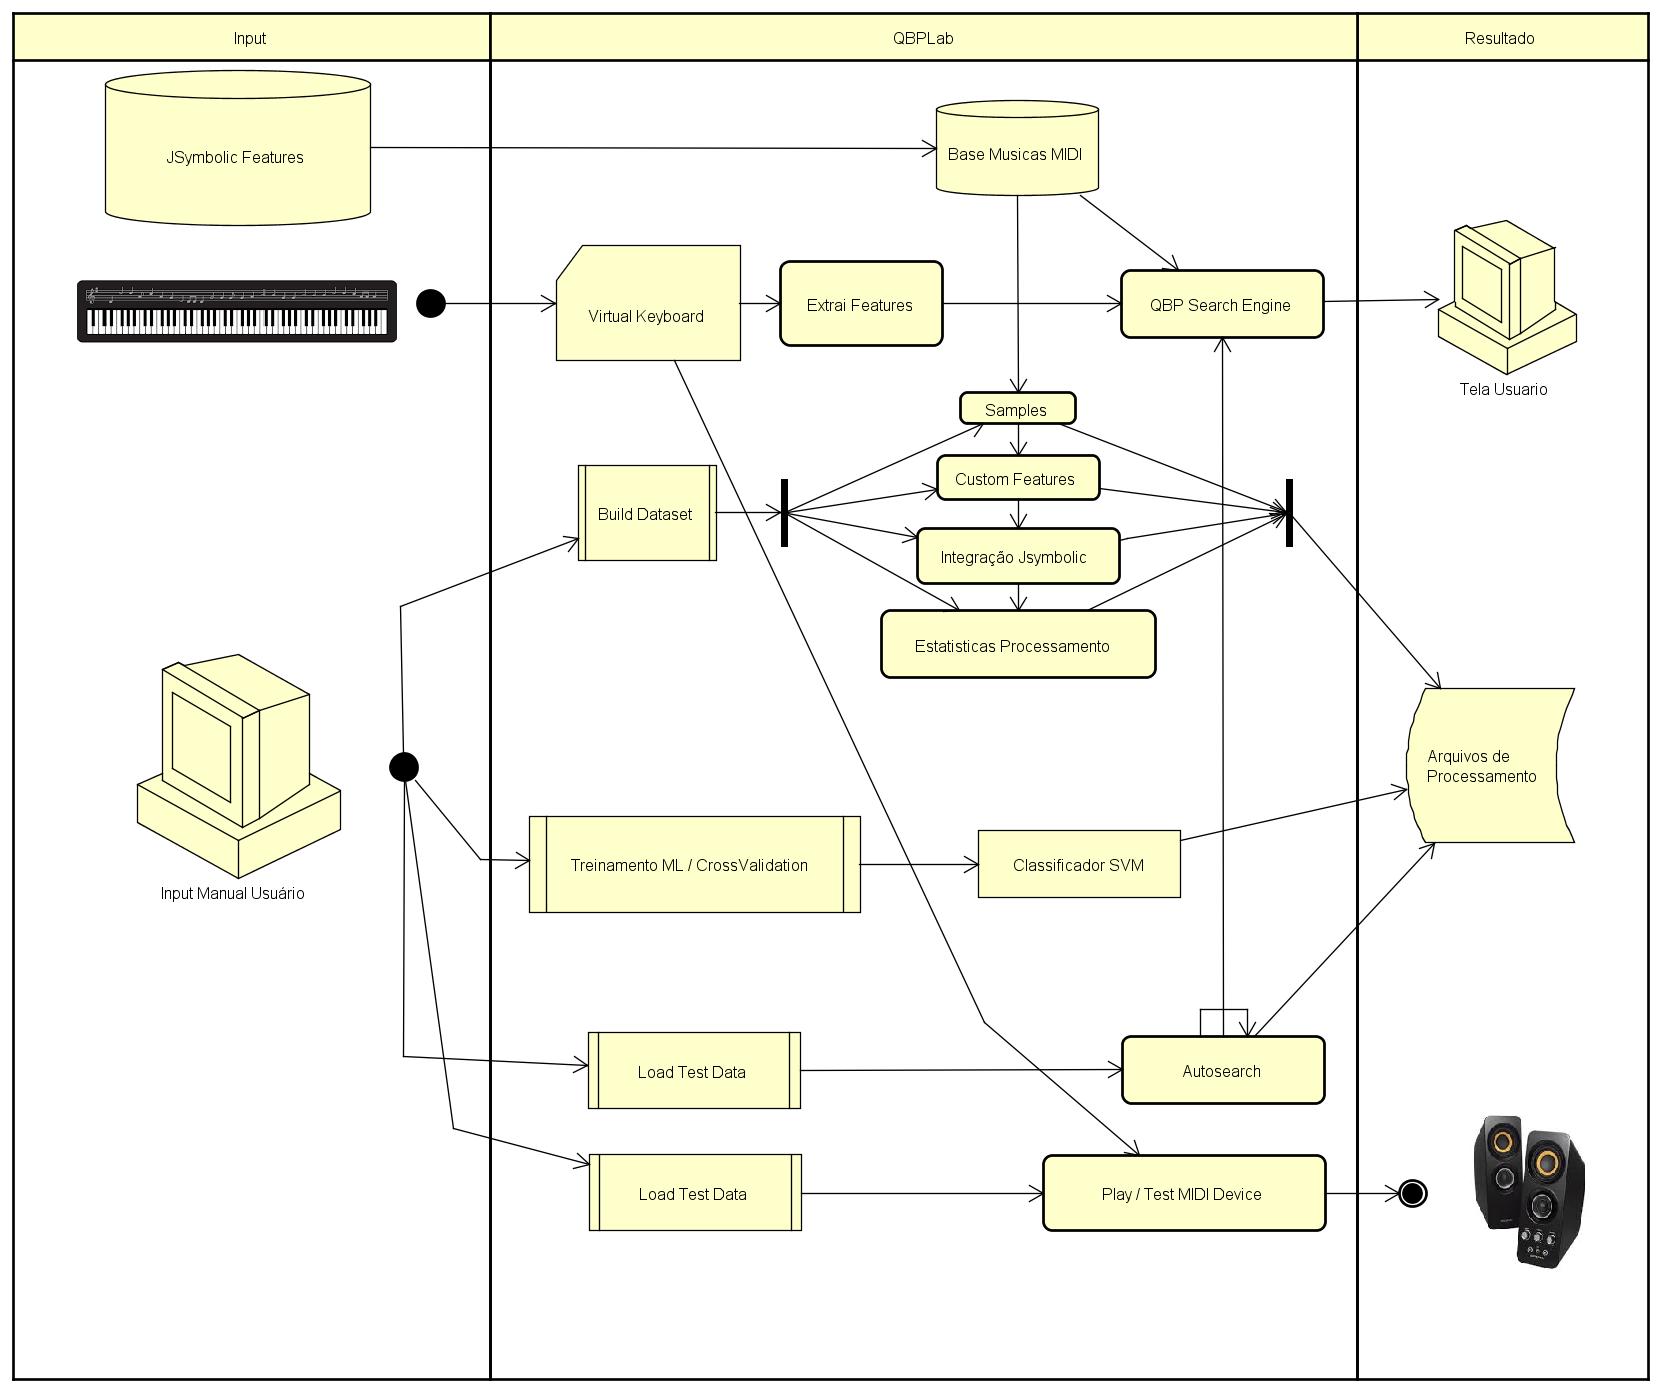 Input
QBPLab
Resultado
JSymbolic Features
Base Musicas MIDI
Virtual Keyboard
Extrai Features
QBP Search Engine
Tela Usuario
Samples
Custom Features
Build Dataset
Integração Jsymbolic
Estatisticas Processamento
Arquivos de
Processamento
Treinamento ML / CrossValidation
Classificador SVM
Input Manual Usuário
Load Test Data
Autosearch
Load Test Data
Play / Test MIDI Device